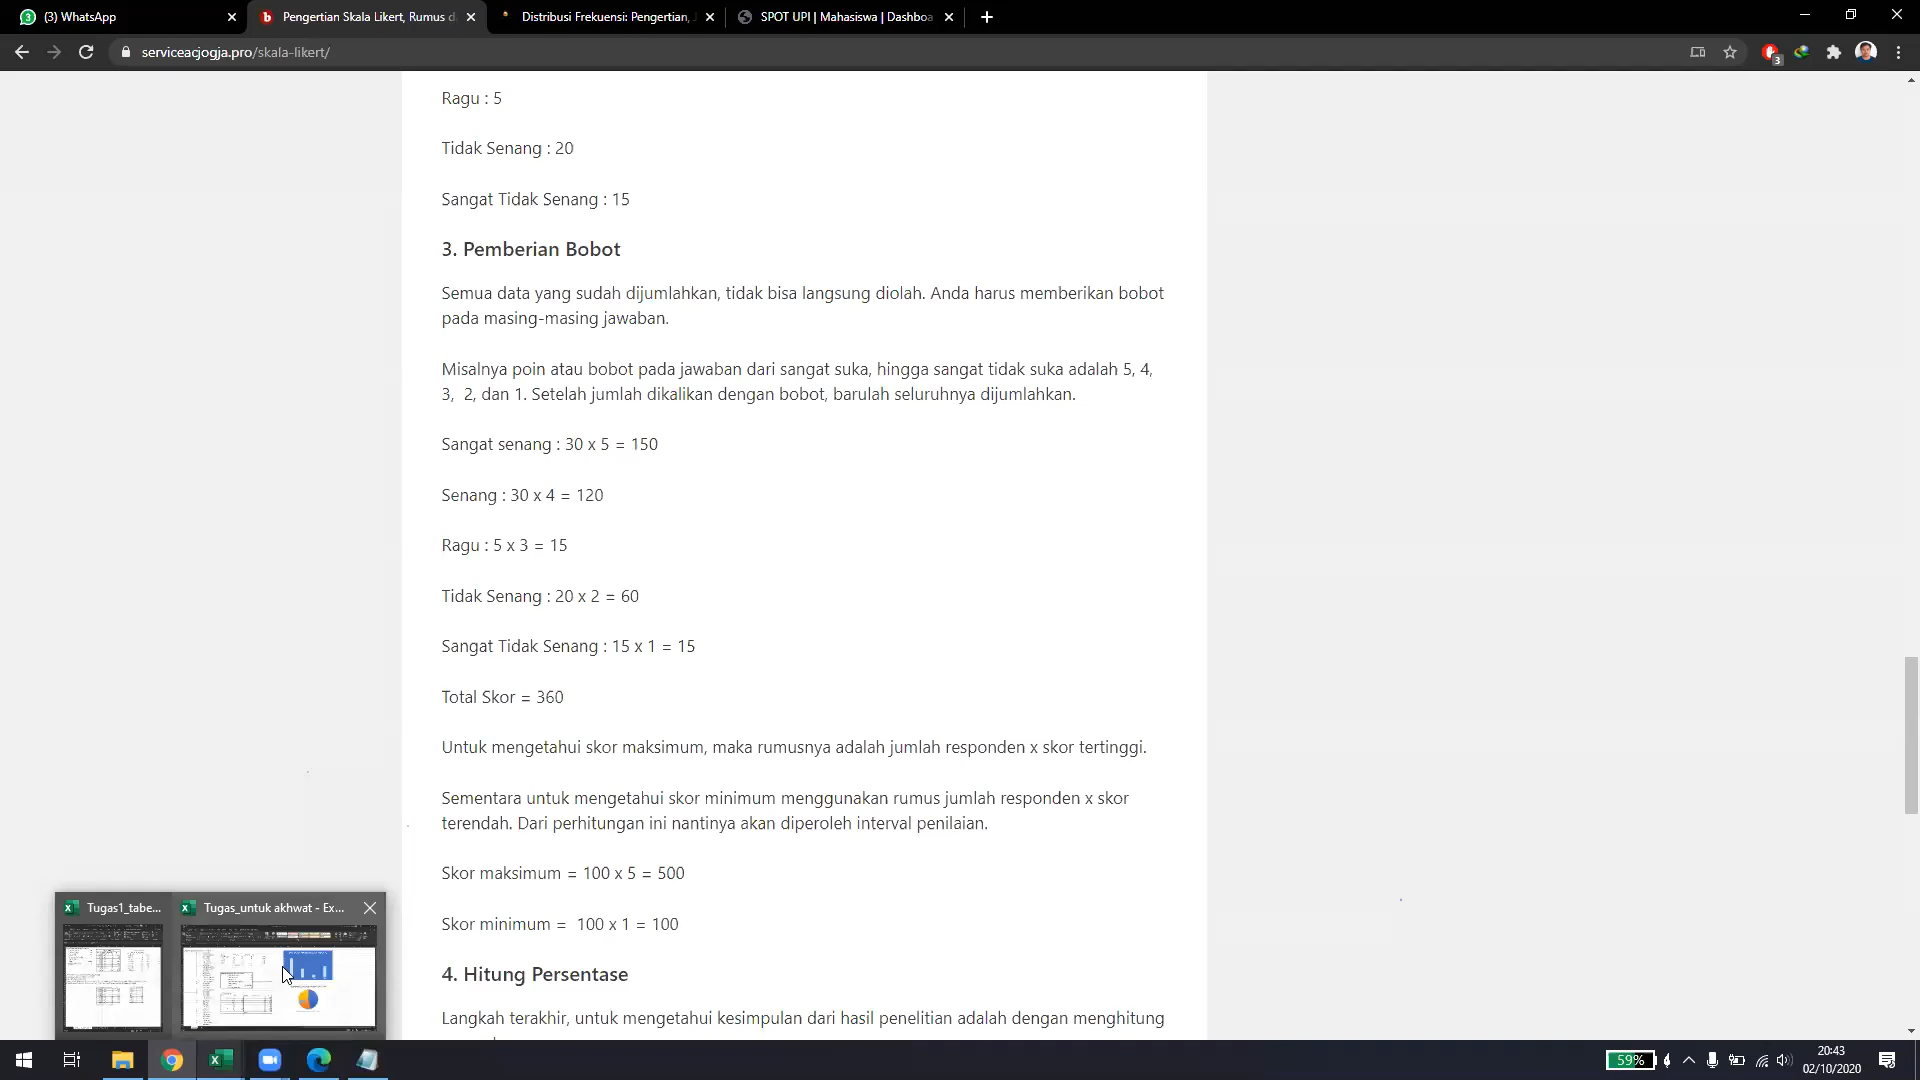 (3) WhatsApp
Pengertian Skala Likert, Rumus d
Distribusi Frekuensi: Pengertian,
SPOT UPI | Mahasiswa | Dashboa
serviceacjogja.pro/skala-likert/
3
Ragu : 5
Tidak Senang : 20
Sangat Tidak Senang : 15
3. Pemberian Bobot
Semua data yang sudah dijumlahkan, tidak bisa langsung diolah. Anda harus memberikan bobot
pada masing-masing jawaban.
Misalnya poin atau bobot pada jawaban dari sangat suka, hingga sangat tidak suka adalah 5, 4,
3, 2, dan 1. Setelah jumlah dikalikan dengan bobot, barulah seluruhnya dijumlahkan.
Sangat senang : 30 x 5 = 150
Senang : 30 x 4 = 120
Ragu : 5 x 3 = 15
Tidak Senang : 20 x 2 = 60
Sangat Tidak Senang : 15 x 1 = 15
Total Skor = 360
Untuk mengetahui skor maksimum, maka rumusnya adalah jumlah responden x skor tertinggi.
Sementara untuk mengetahui skor minimum menggunakan rumus jumlah responden x skor
terendah. Dari perhitungan ini nantinya akan diperoleh interval penilaian.
Skor maksimum = 100 x 5 = 500
Skor minimum = 100 x 1 = 100
4. Hitung Persentase
Langkah terakhir, untuk mengetahui kesimpulan dari hasil penelitian adalah dengan menghitung
Tugas1_tabe...
Tugas_untuk akhwat - Ex...
59%
20:43
02/10/2020